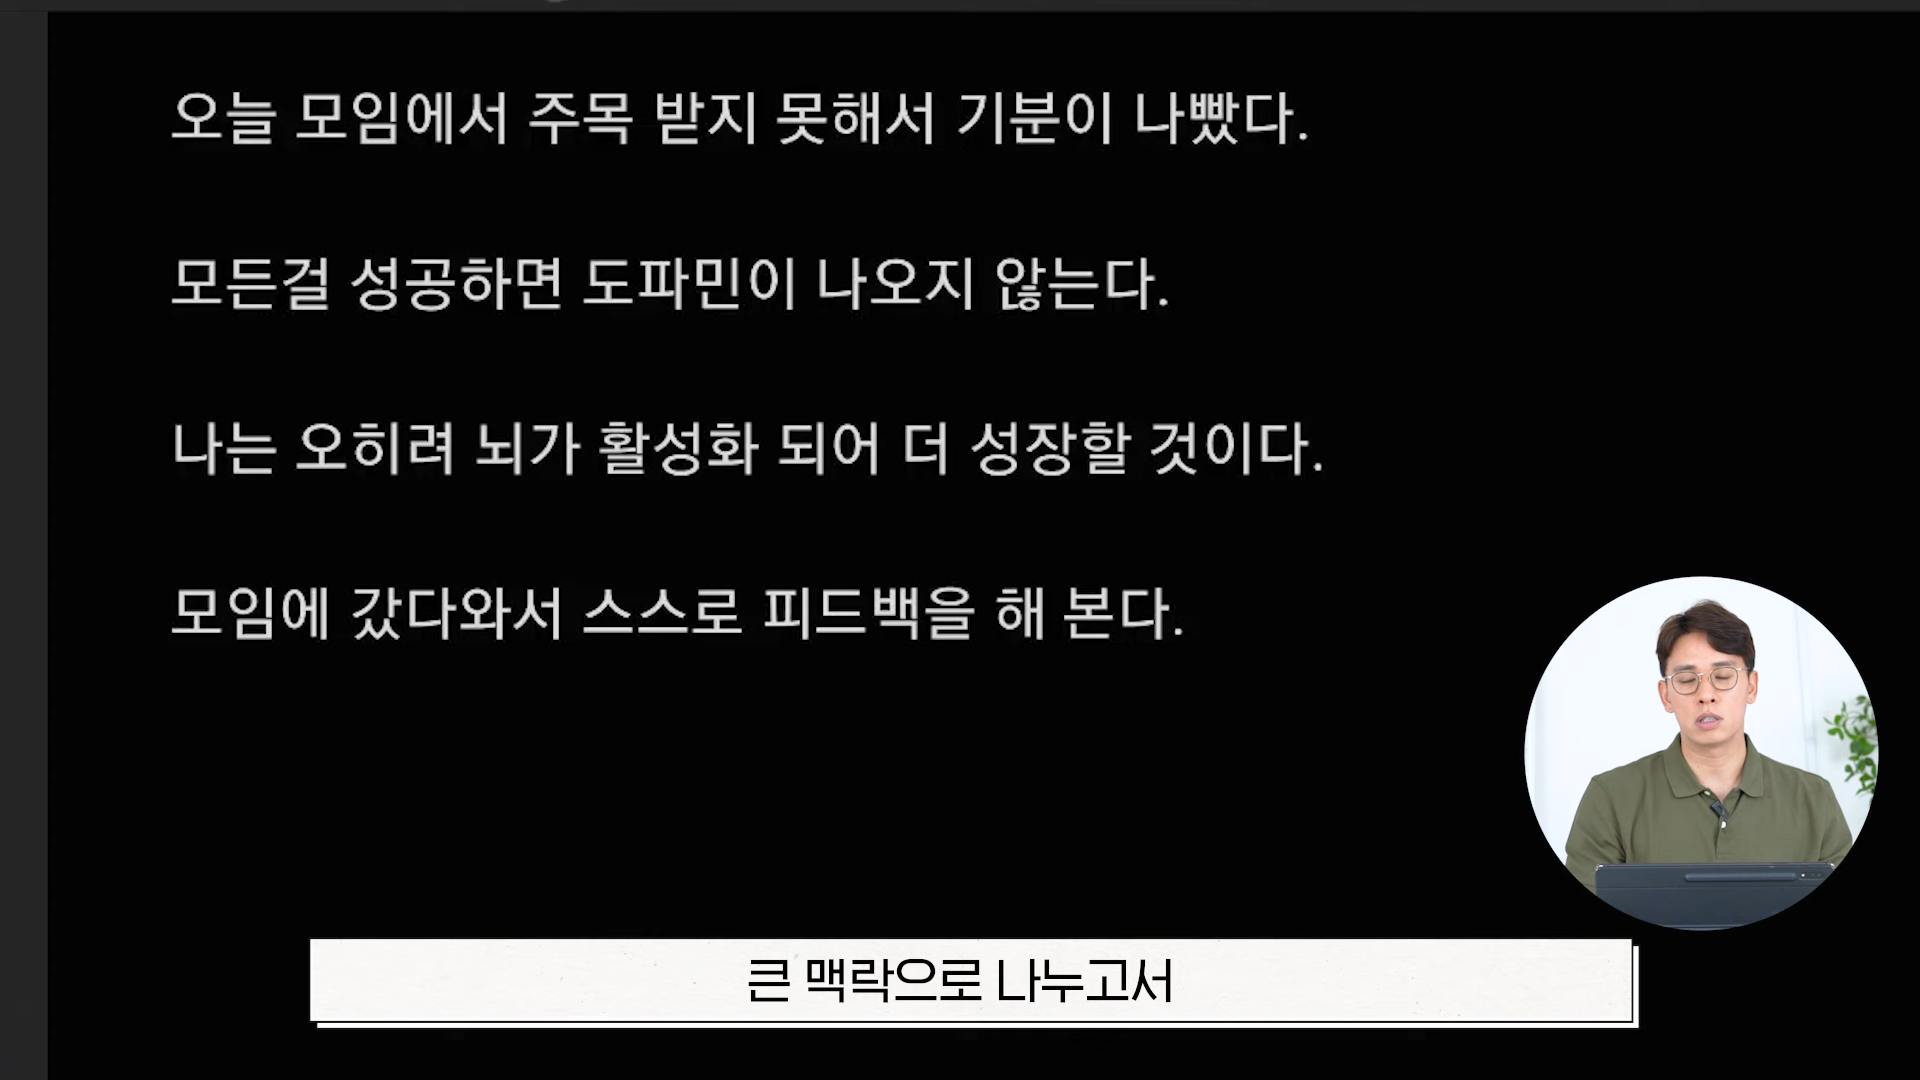 오늘 모임에서 주목 받지 못해서 기분이 나빴다.
모든걸 성공하면 도파민이 나오지 않는다.
나는 오히려 뇌가 활성화 되어 더 성장할 것이다.
모임에 갔다와서 스스로 피드백을 해 본다.
큰 맥락으로 나누고서